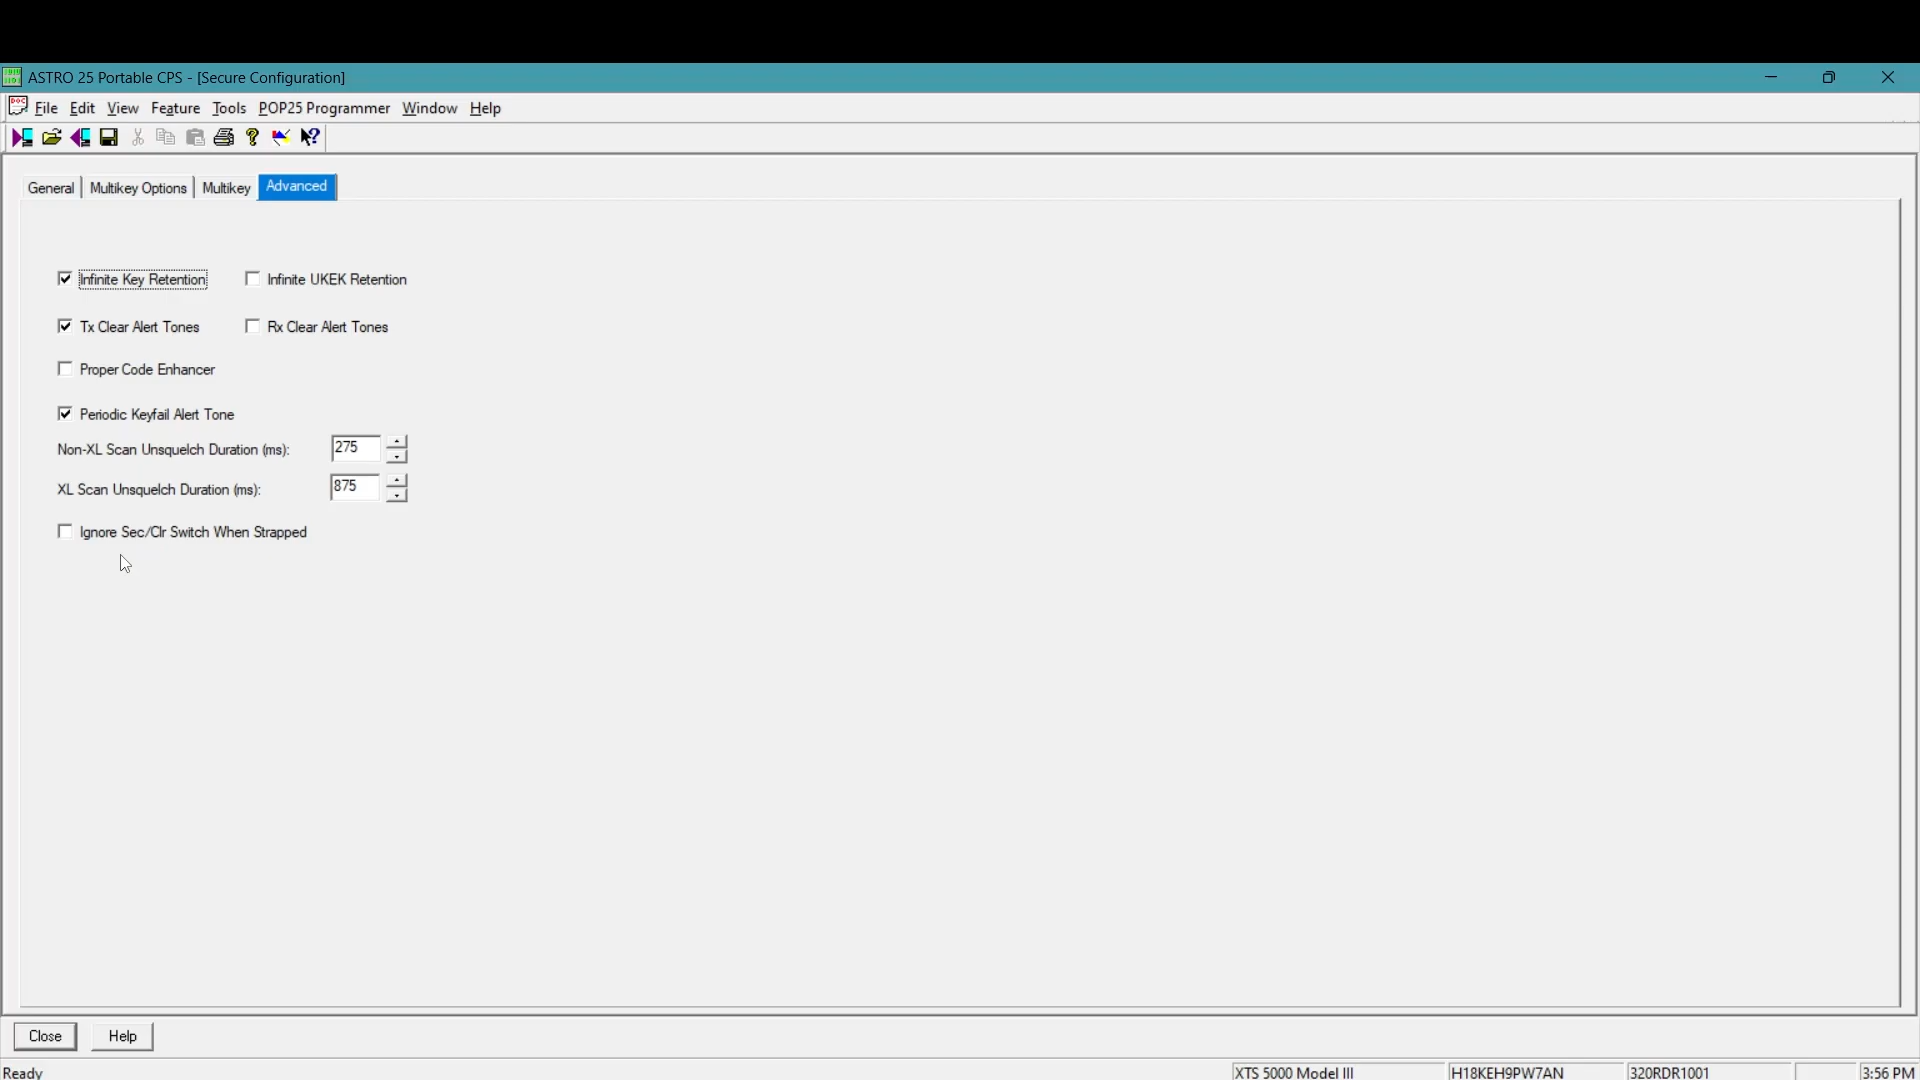 ASTRO 25 Portable CPS - [Secure Configuration]
File Edit View Feature Tools POP25 Programmer Window Help
General Multikey Options Multikey Advanced
Infinite Key Retention Infinite UKEK Retention
Tx Clear Alert Tones Rx Clear Alert Tones
Proper Code Enhancer
Periodic Keyfail Alert Tone
Non-XL Scan Unsquelch Duration (ms): 275
XL Scan Unsquelch Duration (ms): 875
Ignore Sec/Clr Switch When Strapped
Close Help
Ready XTS 5000 Model III H18KEH9PW7AN 320RDR1001 3:56 PM